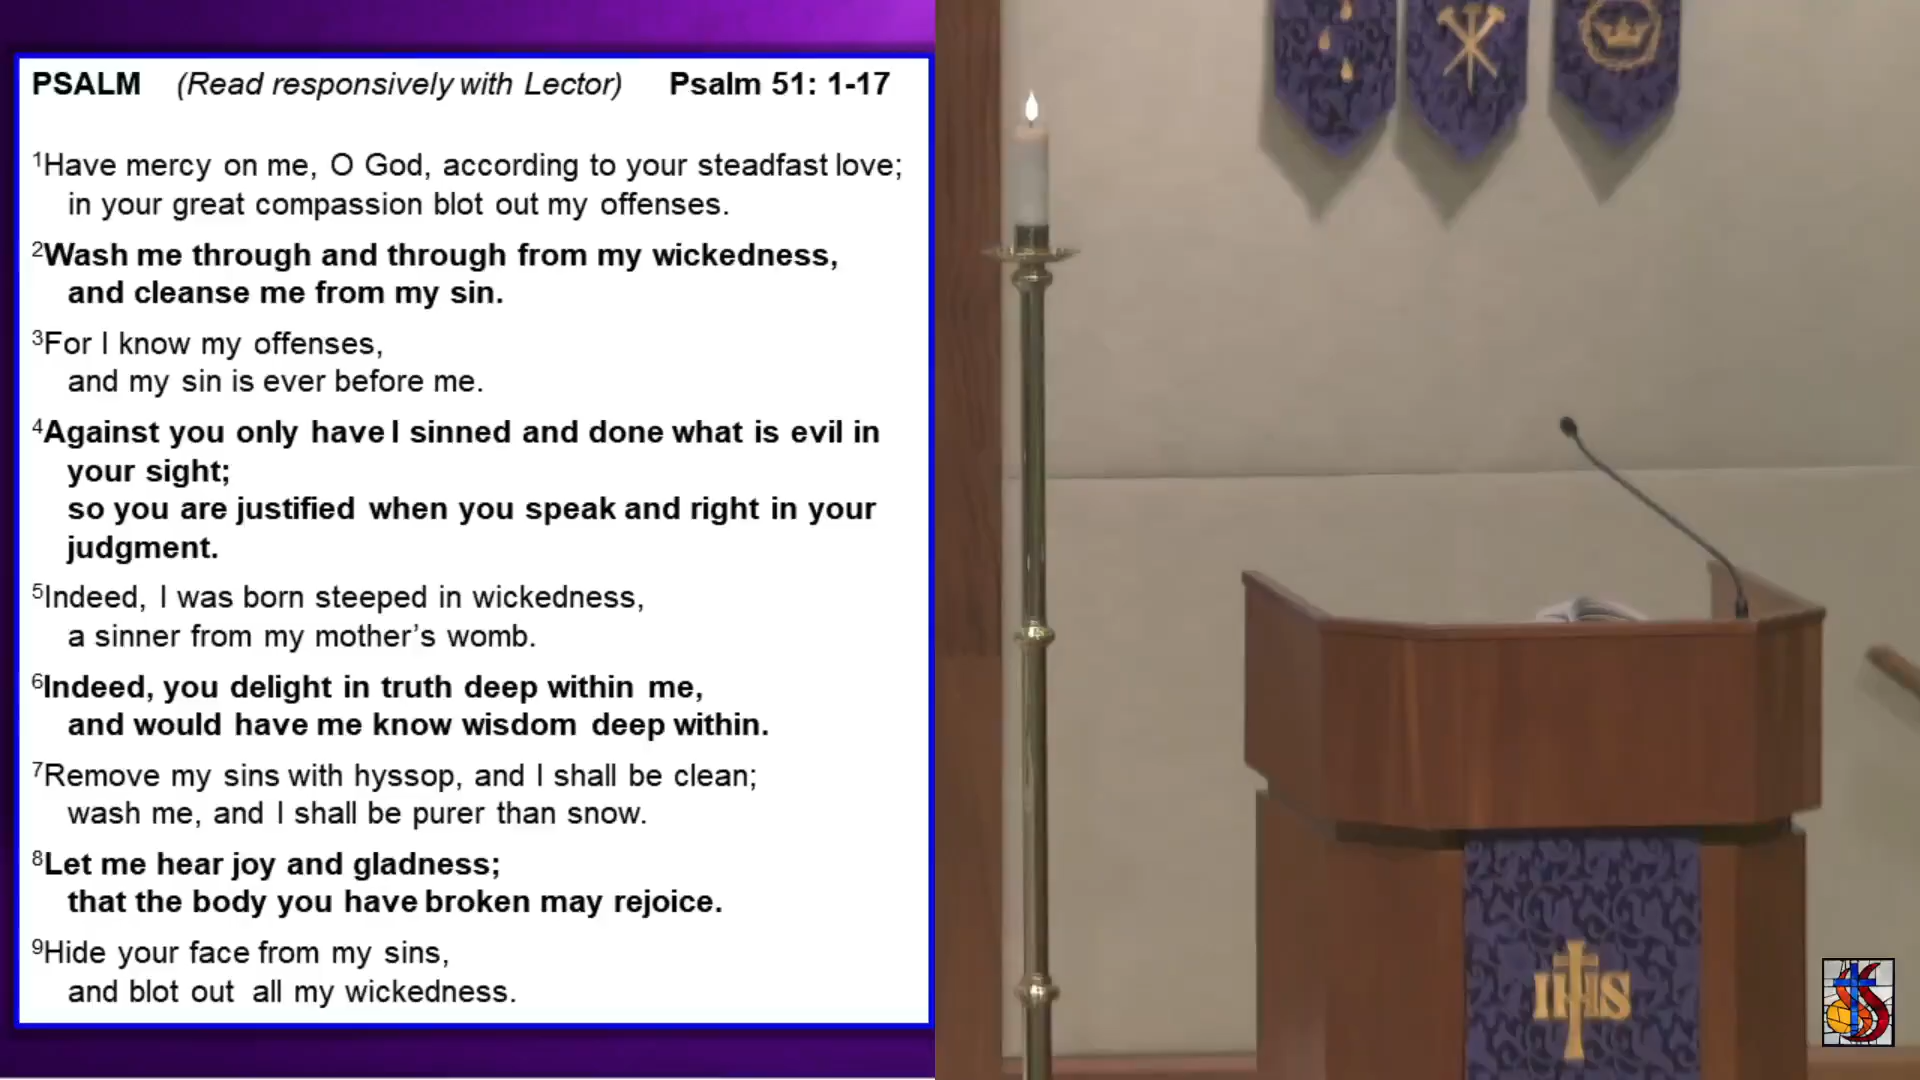 PSALM (Read responsively with Lector) Psalm 51: 1-17
1Have mercy on me, O God, according to your steadfast love;
in your great compassion blot out my offenses.
2Wash me through and through from my wickedness,
and cleanse me from my sin.
3For I know my offenses,
and my sin is ever before me.
4Against you only have I sinned and done what is evil in
your sight;
so you are justified when you speak and right in your
judgment.
5Indeed, I was born steeped in wickedness,
a sinner from my mother’s womb.
6Indeed, you delight in truth deep within me,
and would have me know wisdom deep within.
7Remove my sins with hyssop, and I shall be clean;
wash me, and I shall be purer than snow.
8Let me hear joy and gladness;
that the body you have broken may rejoice.
9Hide your face from my sins,
and blot out all my wickedness.
IHS